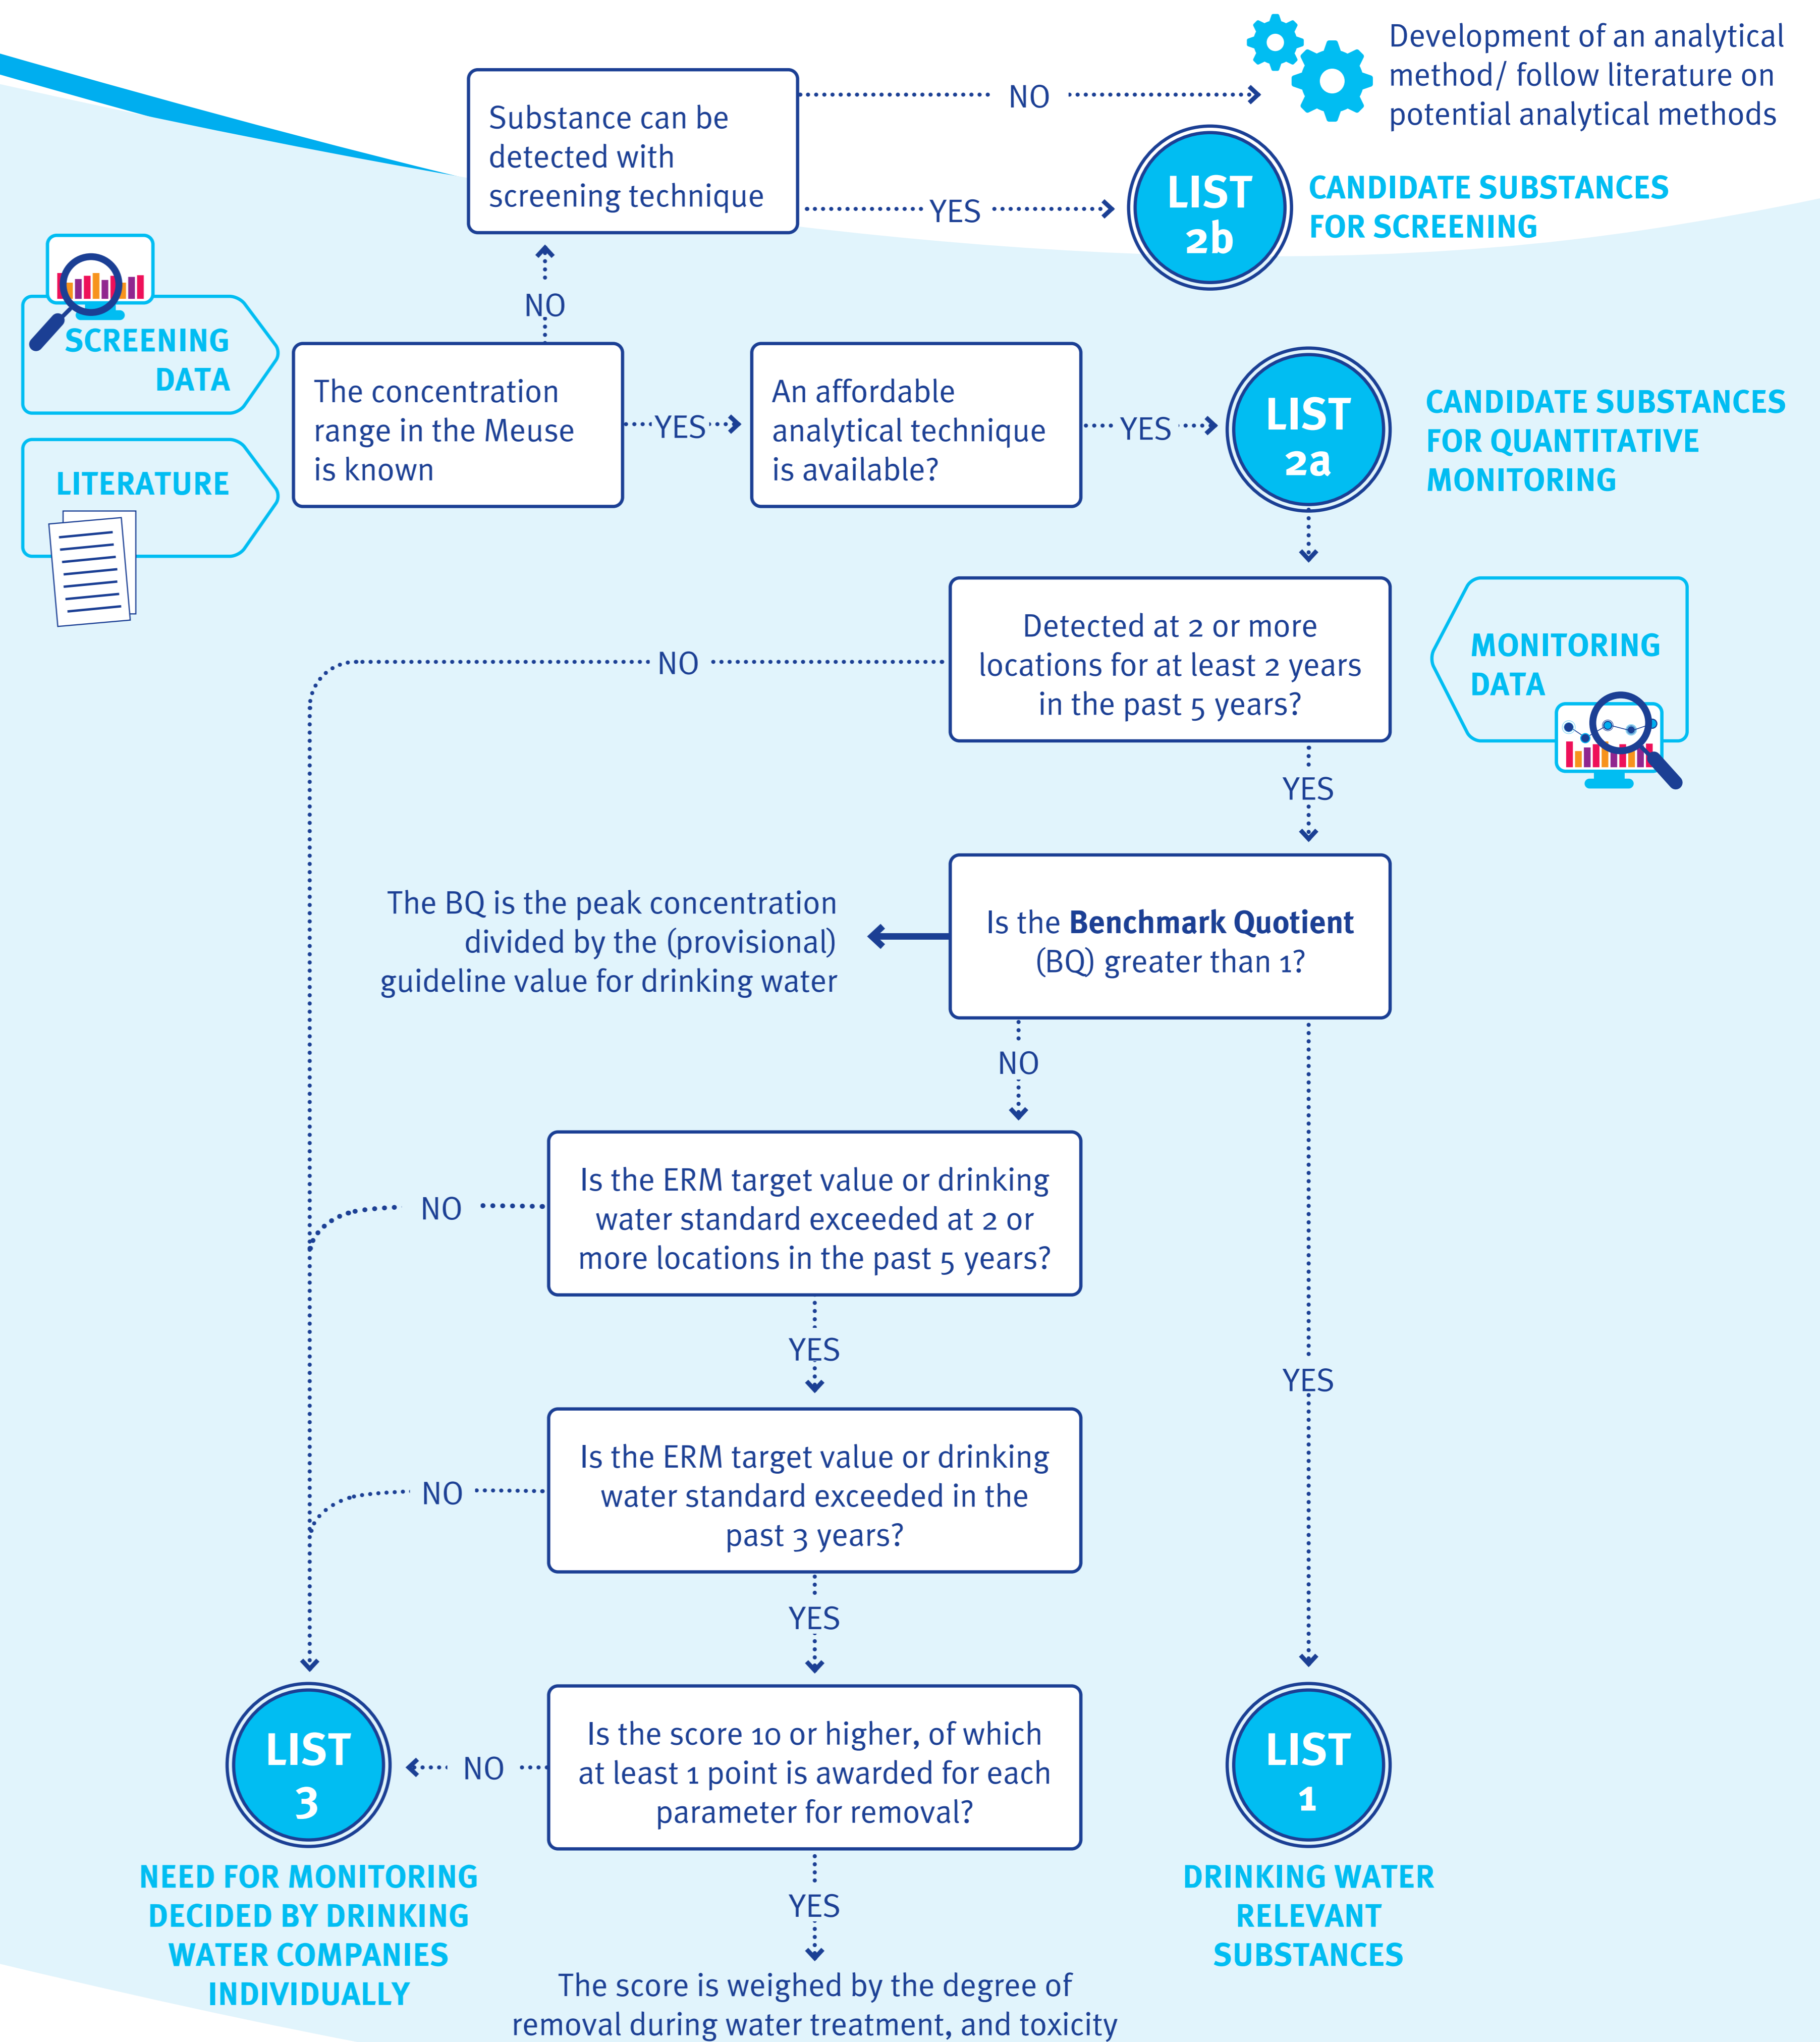 Development of an analytical
method/ follow literature on
potential analytical methods
Substance can be
detected with
screening technique
NO
YES
LIST
2b
CANDIDATE SUBSTANCES
FOR SCREENING
NO
SCREENING
DATA
LITERATURE
The concentration
range in the Meuse
is known
YES
An affordable
analytical technique
is available?
YES
LIST
2a
CANDIDATE SUBSTANCES
FOR QUANTITATIVE
MONITORING
Detected at 2 or more
locations for at least 2 years
in the past 5 years?
NO
MONITORING
DATA
YES
The BQ is the peak concentration
divided by the (provisional)
guideline value for drinking water
Is the Benchmark Quotient
(BQ) greater than 1?
NO
Is the ERM target value or drinking
water standard exceeded at 2 or
more locations in the past 5 years?
NO
YES
YES
Is the ERM target value or drinking
water standard exceeded in the
past 3 years?
NO
YES
LIST
3
NO
Is the score 10 or higher, of which
at least 1 point is awarded for each
parameter for removal?
LIST
1
NEED FOR MONITORING
DECIDED BY DRINKING
WATER COMPANIES
INDIVIDUALLY
YES
DRINKING WATER
RELEVANT
SUBSTANCES
The score is weighed by the degree of
removal during water treatment, and toxicity